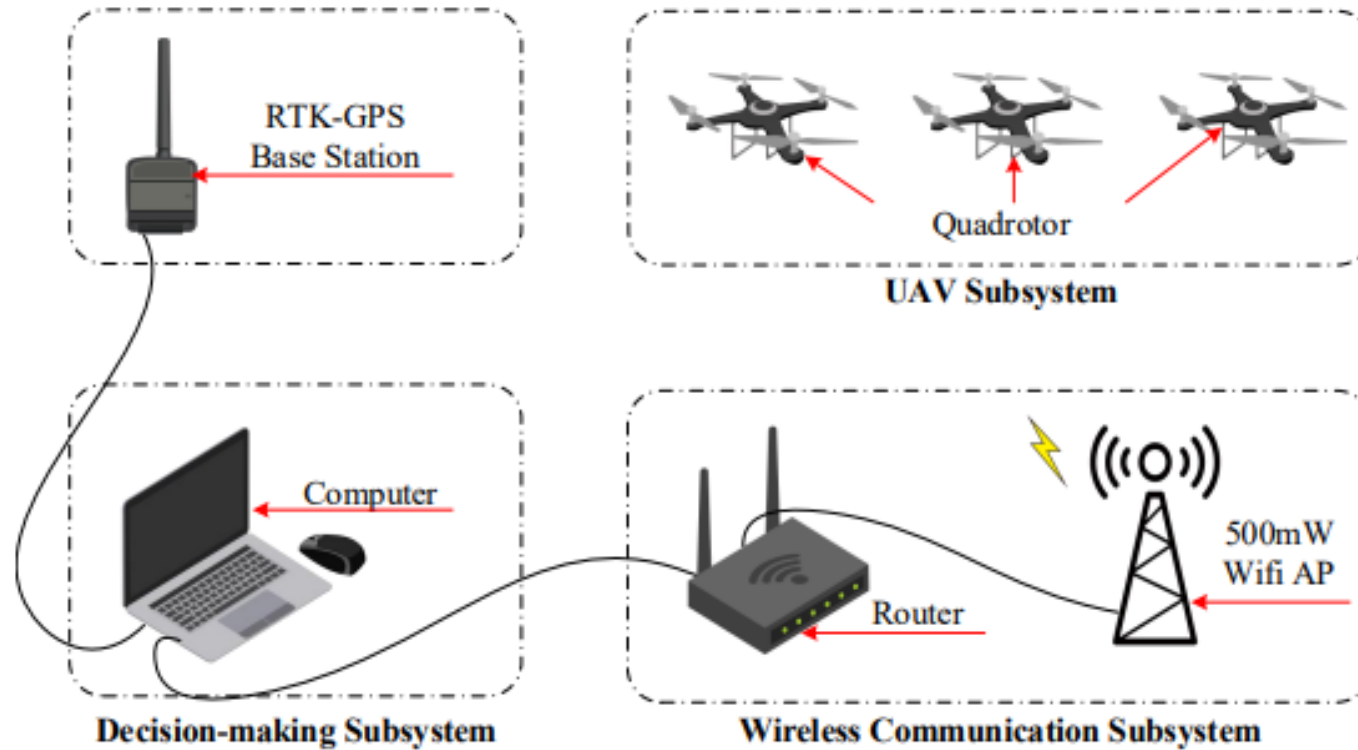 RTK-GPS
Base Station
Quadrotor
UAV Subsystem
Computer
Router
500mW
Wifi AP
Decision-making Subsystem
Wireless Communication Subsystem